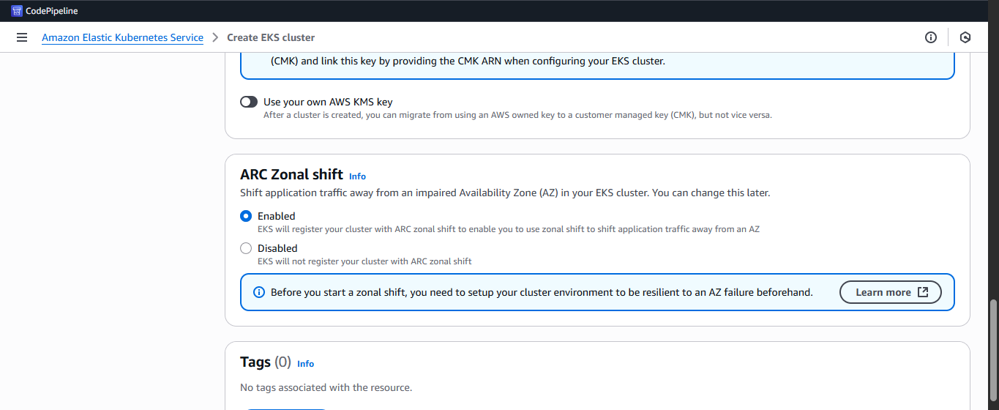 CodePipeline
Amazon Elastic Kubernetes Service > Create EKS cluster
(CMK) and link this key by providing the CMK ARN when configuring your EKS cluster.
Use your own AWS KMS key
After a cluster is created, you can migrate from using an AWS owned key to a customer managed key (CMK), but not vice versa.
ARC Zonal shift Info
Shift application traffic away from an impaired Availability Zone (AZ) in your EKS cluster. You can change this later.
Enabled
EKS will register your cluster with ARC zonal shift to enable you to use zonal shift to shift application traffic away from an AZ
Disabled
EKS will not register your cluster with ARC zonal shift
Before you start a zonal shift, you need to setup your cluster environment to be resilient to an AZ failure beforehand. Learn more
Tags (0) Info
No tags associated with the resource.